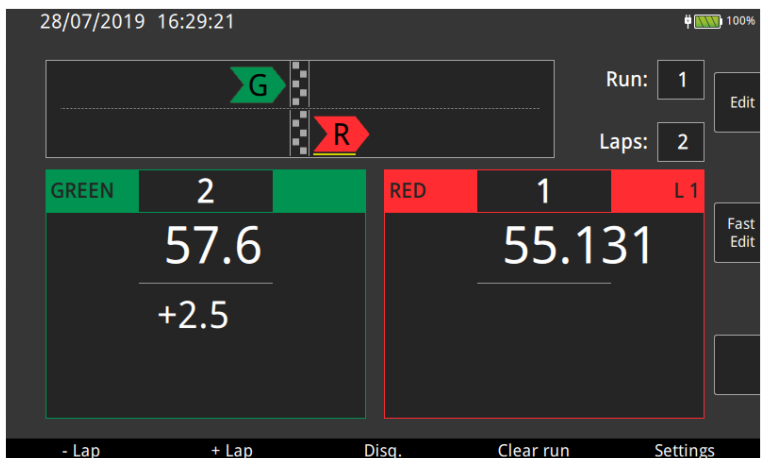 28/07/2019 16:29:21 100%
G
R
Run: 1
Laps: 2
Edit
GREEN 2
57.6
+2.5
RED 1 L 1
55.131
Fast
Edit
- Lap + Lap Disq. Clear run Settings